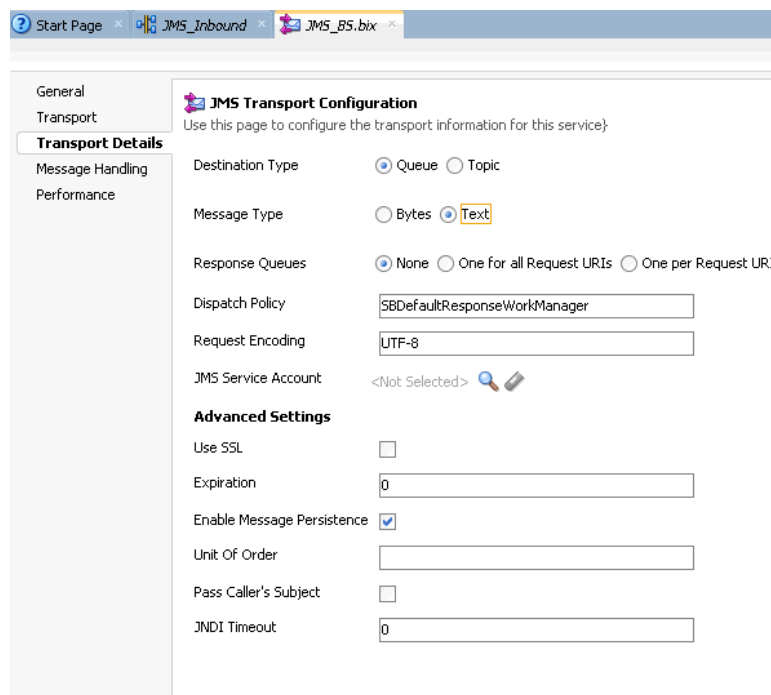 Start Page JMS_Inbound JMS_BS.bix
General
Transport
Transport Details
Message Handling
Performance
JMS Transport Configuration
Use this page to configure the transport information for this service}
Destination Type Queue Topic
Message Type Bytes Text
Response Queues None One for all Request URIs One per Request URI
Dispatch Policy SBDefaultResponseWorkManager
Request Encoding UTF-8
JMS Service Account <Not Selected>
Advanced Settings
Use SSL
Expiration 0
Enable Message Persistence
Unit Of Order
Pass Caller's Subject
JNDI Timeout 0